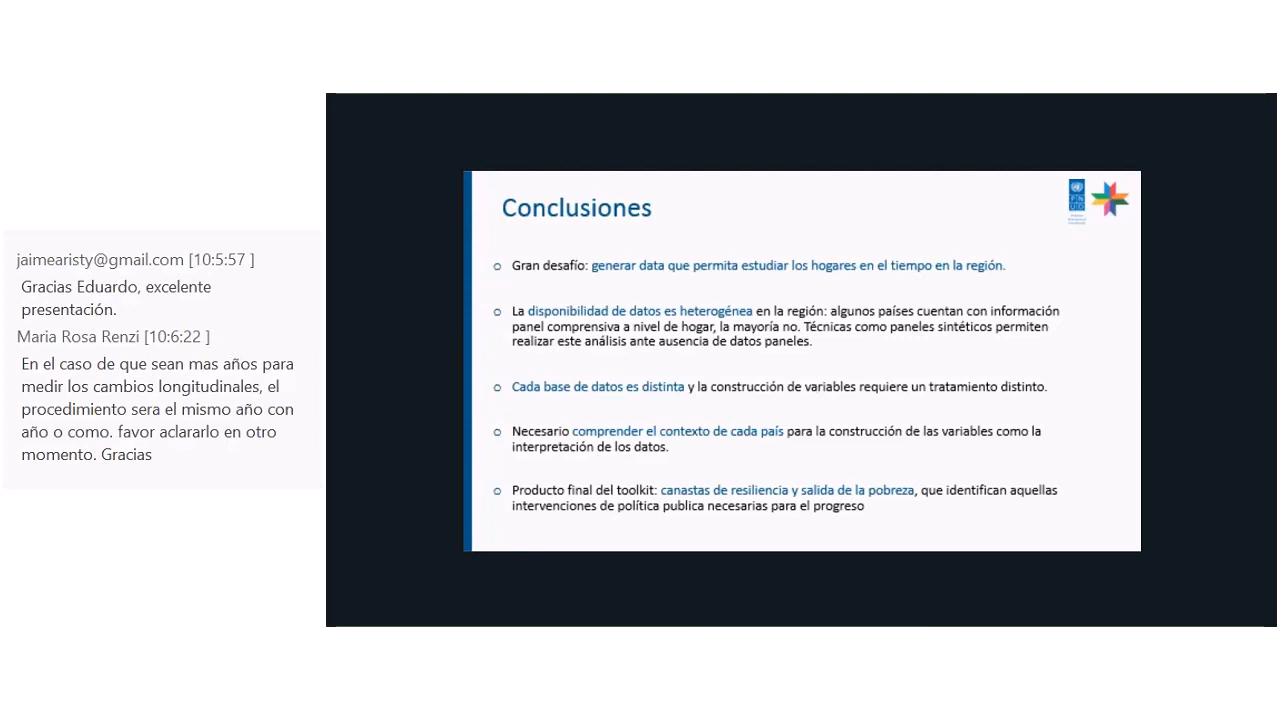 jaimearisty@gmail.com [10:5:57 ]
Gracias Eduardo, excelente
presentación.
Maria Rosa Renzi [10:6:22 ]
En el caso de que sean mas años para
medir los cambios longitudinales, el
procedimiento sera el mismo año con
año o como. favor aclararlo en otro
momento. Gracias
Conclusiones
Gran desafío: generar data que permita estudiar los hogares en el tiempo en la región.
La disponibilidad de datos es heterogénea en la región: algunos países cuentan con información
panel comprensiva a nivel de hogar, la mayoría no. Técnicas como paneles sintéticos permiten
realizar este análisis ante ausencia de datos paneles.
Cada base de datos es distinta y la construcción de variables requiere un tratamiento distinto.
Necesario comprender el contexto de cada país para la construcción de las variables como la
interpretación de los datos.
Producto final del toolkit: canastas de resiliencia y salida de la pobreza, que identifican aquellas
intervenciones de política publica necesarias para el progreso